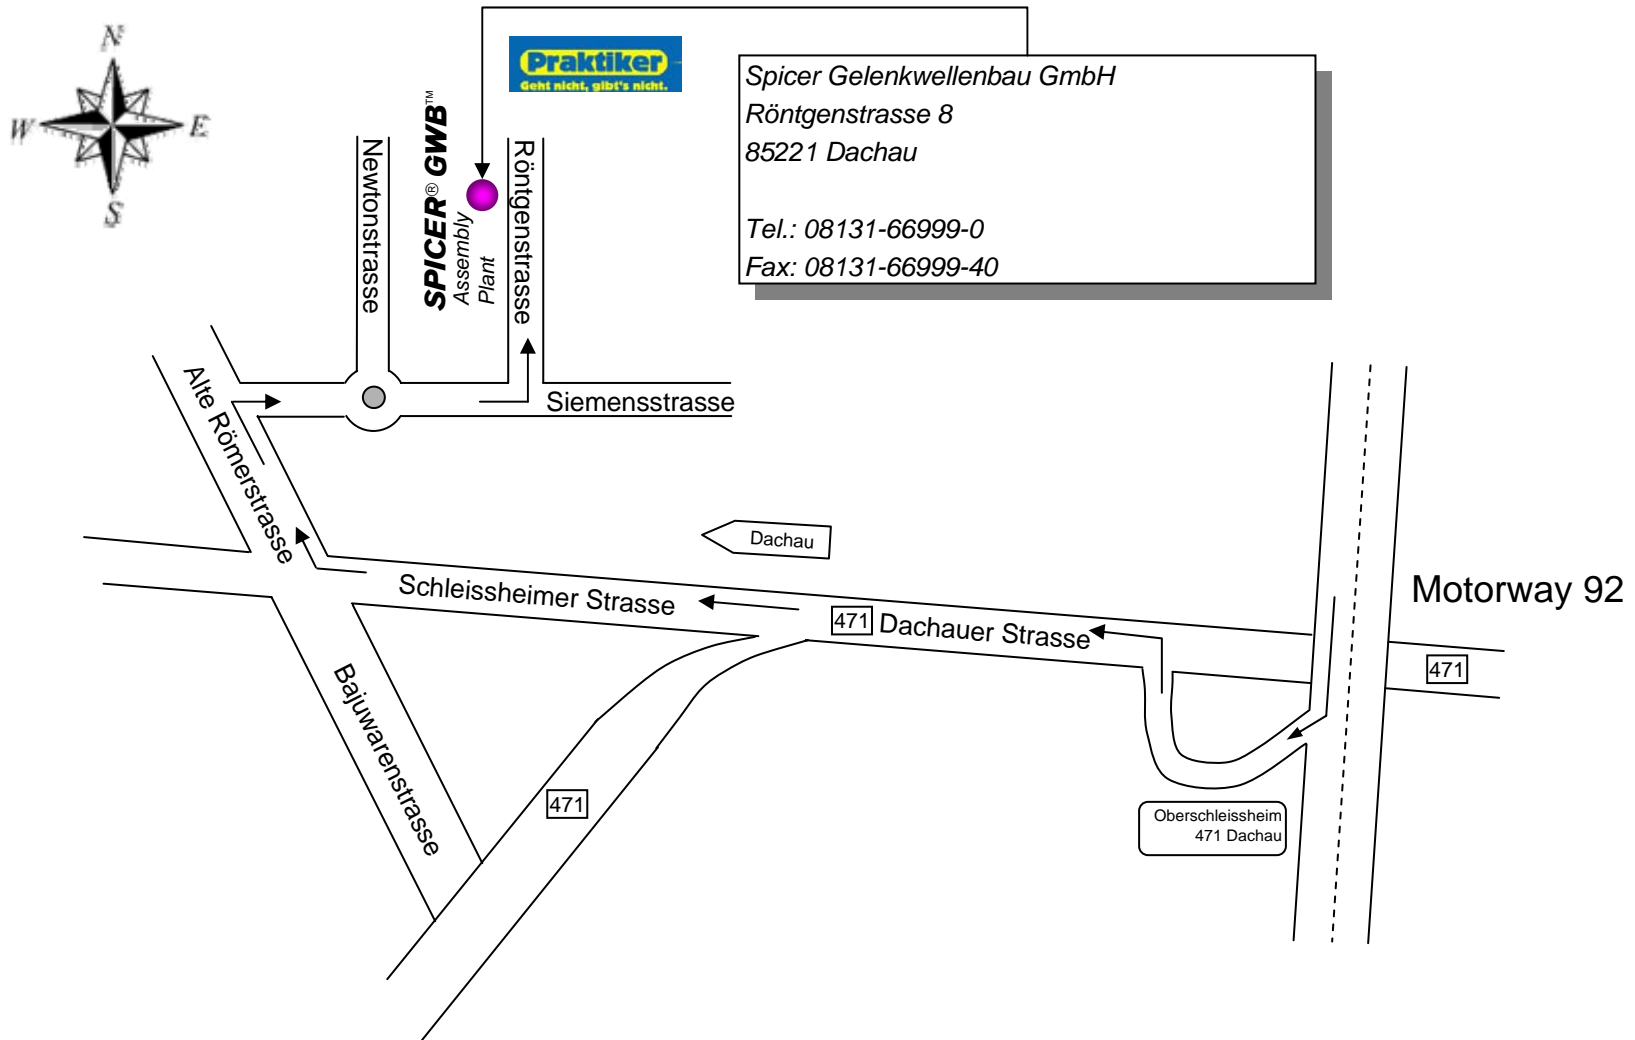 N
W
E
S
Praktiker
Geht nicht, gibt's nicht.
Spicer Gelenkwellenbau GmbH
Röntgenstrasse 8
85221 Dachau
Tel.: 08131-66999-0
Fax: 08131-66999-40
Newtonstrasse
SPICER® GWB™
Assembly
Plant
Röntgenstrasse
Siemensstrasse
Alte Römerstrasse
Dachau
Schleissheimer Strasse
471 Dachauer Strasse
Motorway 92
471
Bajuwarenstrasse
471
Oberschleissheim
471 Dachau